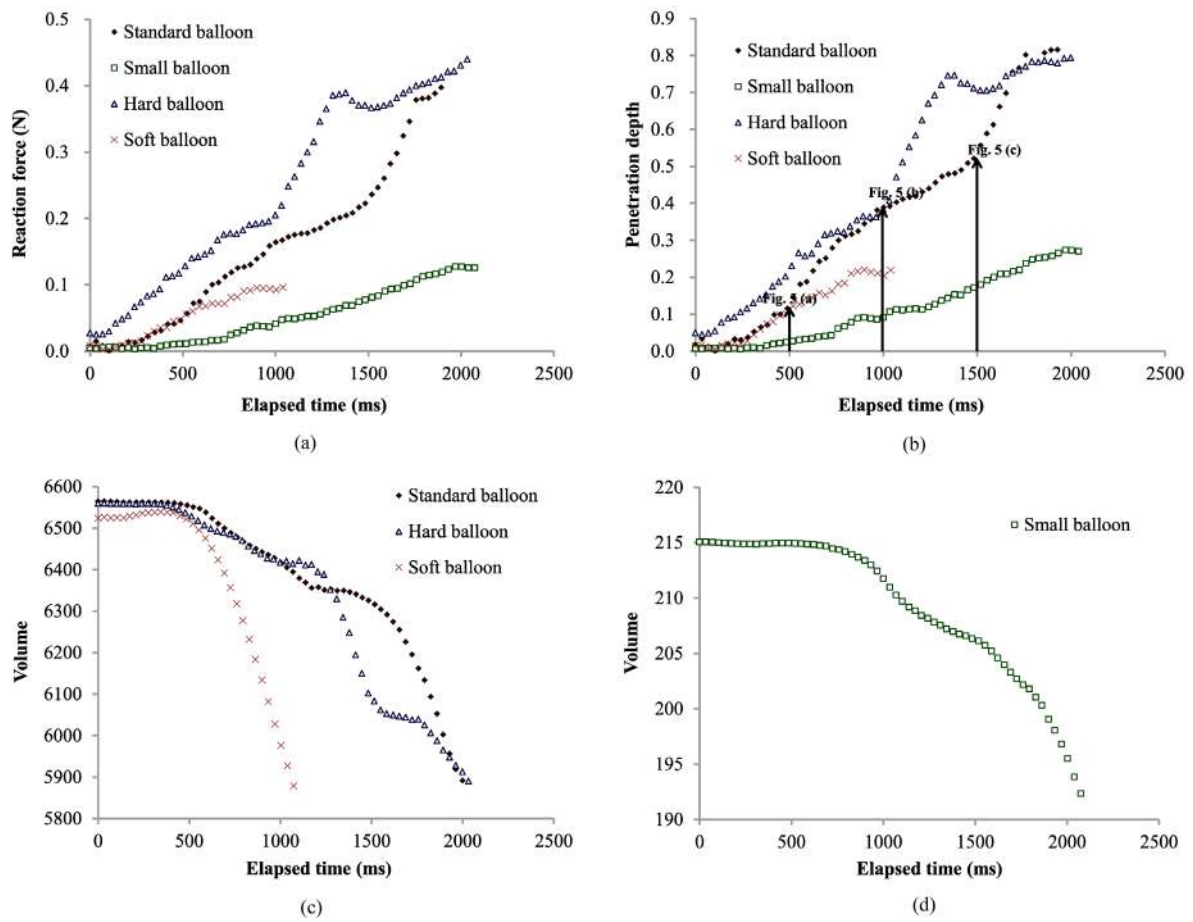 0.5
0.4
0.3
0.2
0.1
0.0
Reaction force (N)
Standard balloon
Small balloon
Hard balloon
Soft balloon
0 500 1000 1500 2000 2500
Elapsed time (ms)
(a)
0.9
0.8
0.7
0.6
0.5
0.4
0.3
0.2
0.1
0.0
Penetration depth
Standard balloon
Small balloon
Hard balloon
Soft balloon
Fig. 5 (c)
Fig. 5 (b)
Fig. 5 (a)
0 500 1000 1500 2000 2500
Elapsed time (ms)
(b)
6600
6500
6400
6300
6200
6100
6000
5900
5800
Volume
Standard balloon
Hard balloon
Soft balloon
0 500 1000 1500 2000 2500
Elapsed time (ms)
(c)
220
215
210
205
200
195
190
Volume
Small balloon
0 500 1000 1500 2000 2500
Elapsed time (ms)
(d)